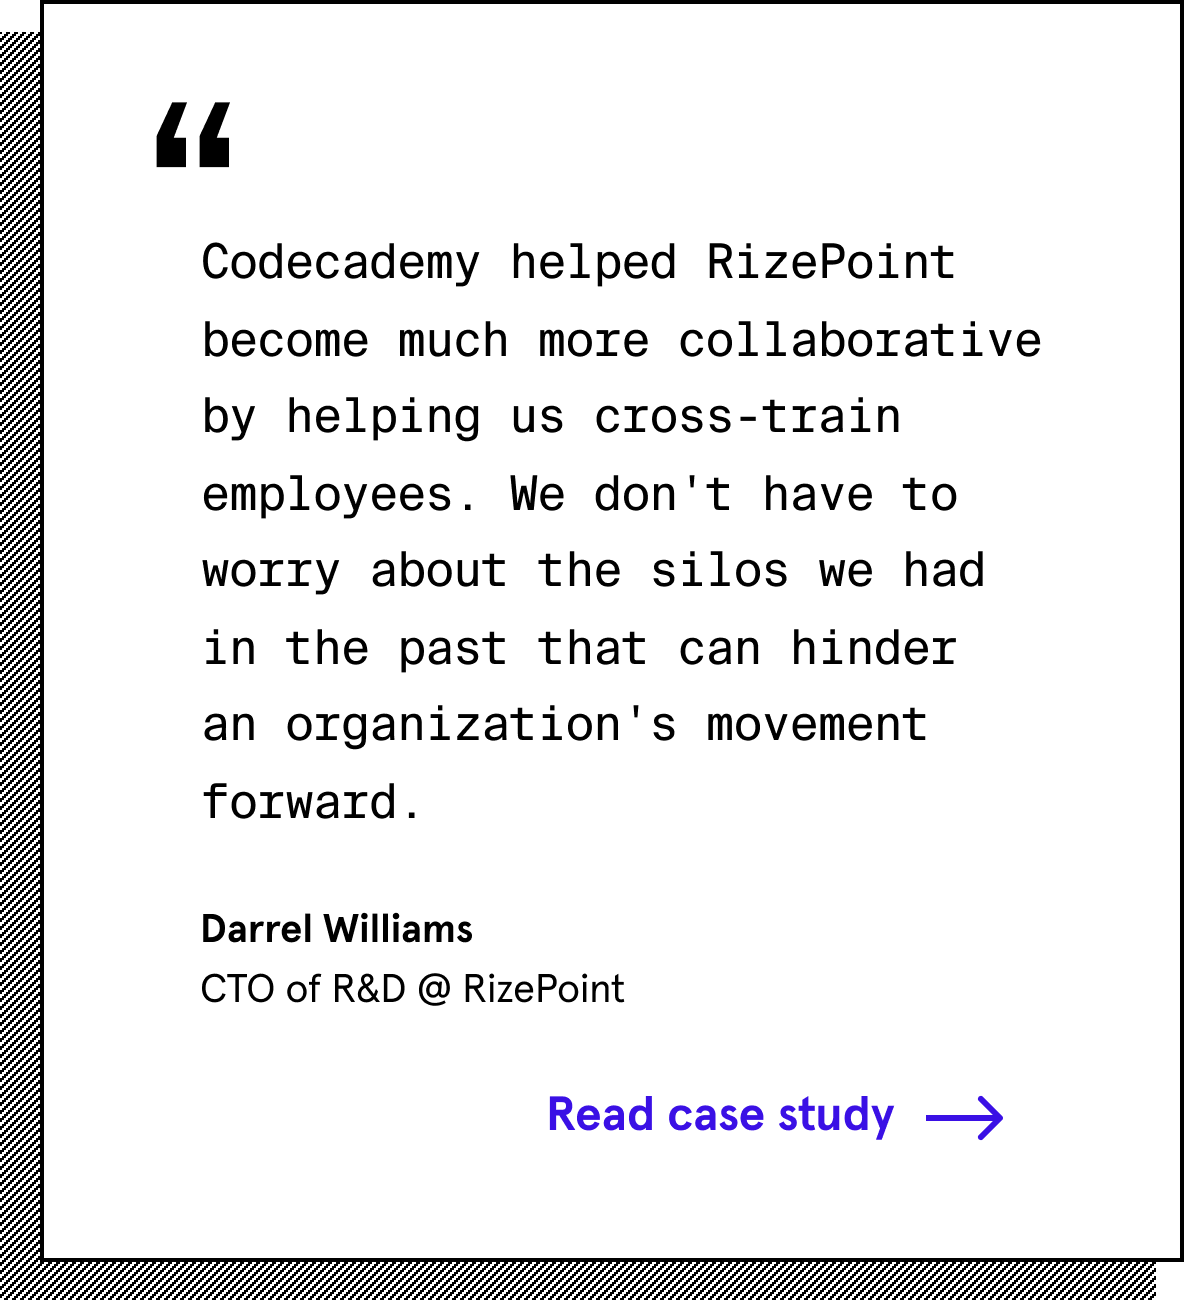 “
Codecademy helped RizePoint
become much more collaborative
by helping us cross-train
employees. We don't have to
worry about the silos we had
in the past that can hinder
an organization's movement
forward.
Darrel Williams
CTO of R&D @ RizePoint
Read case study →